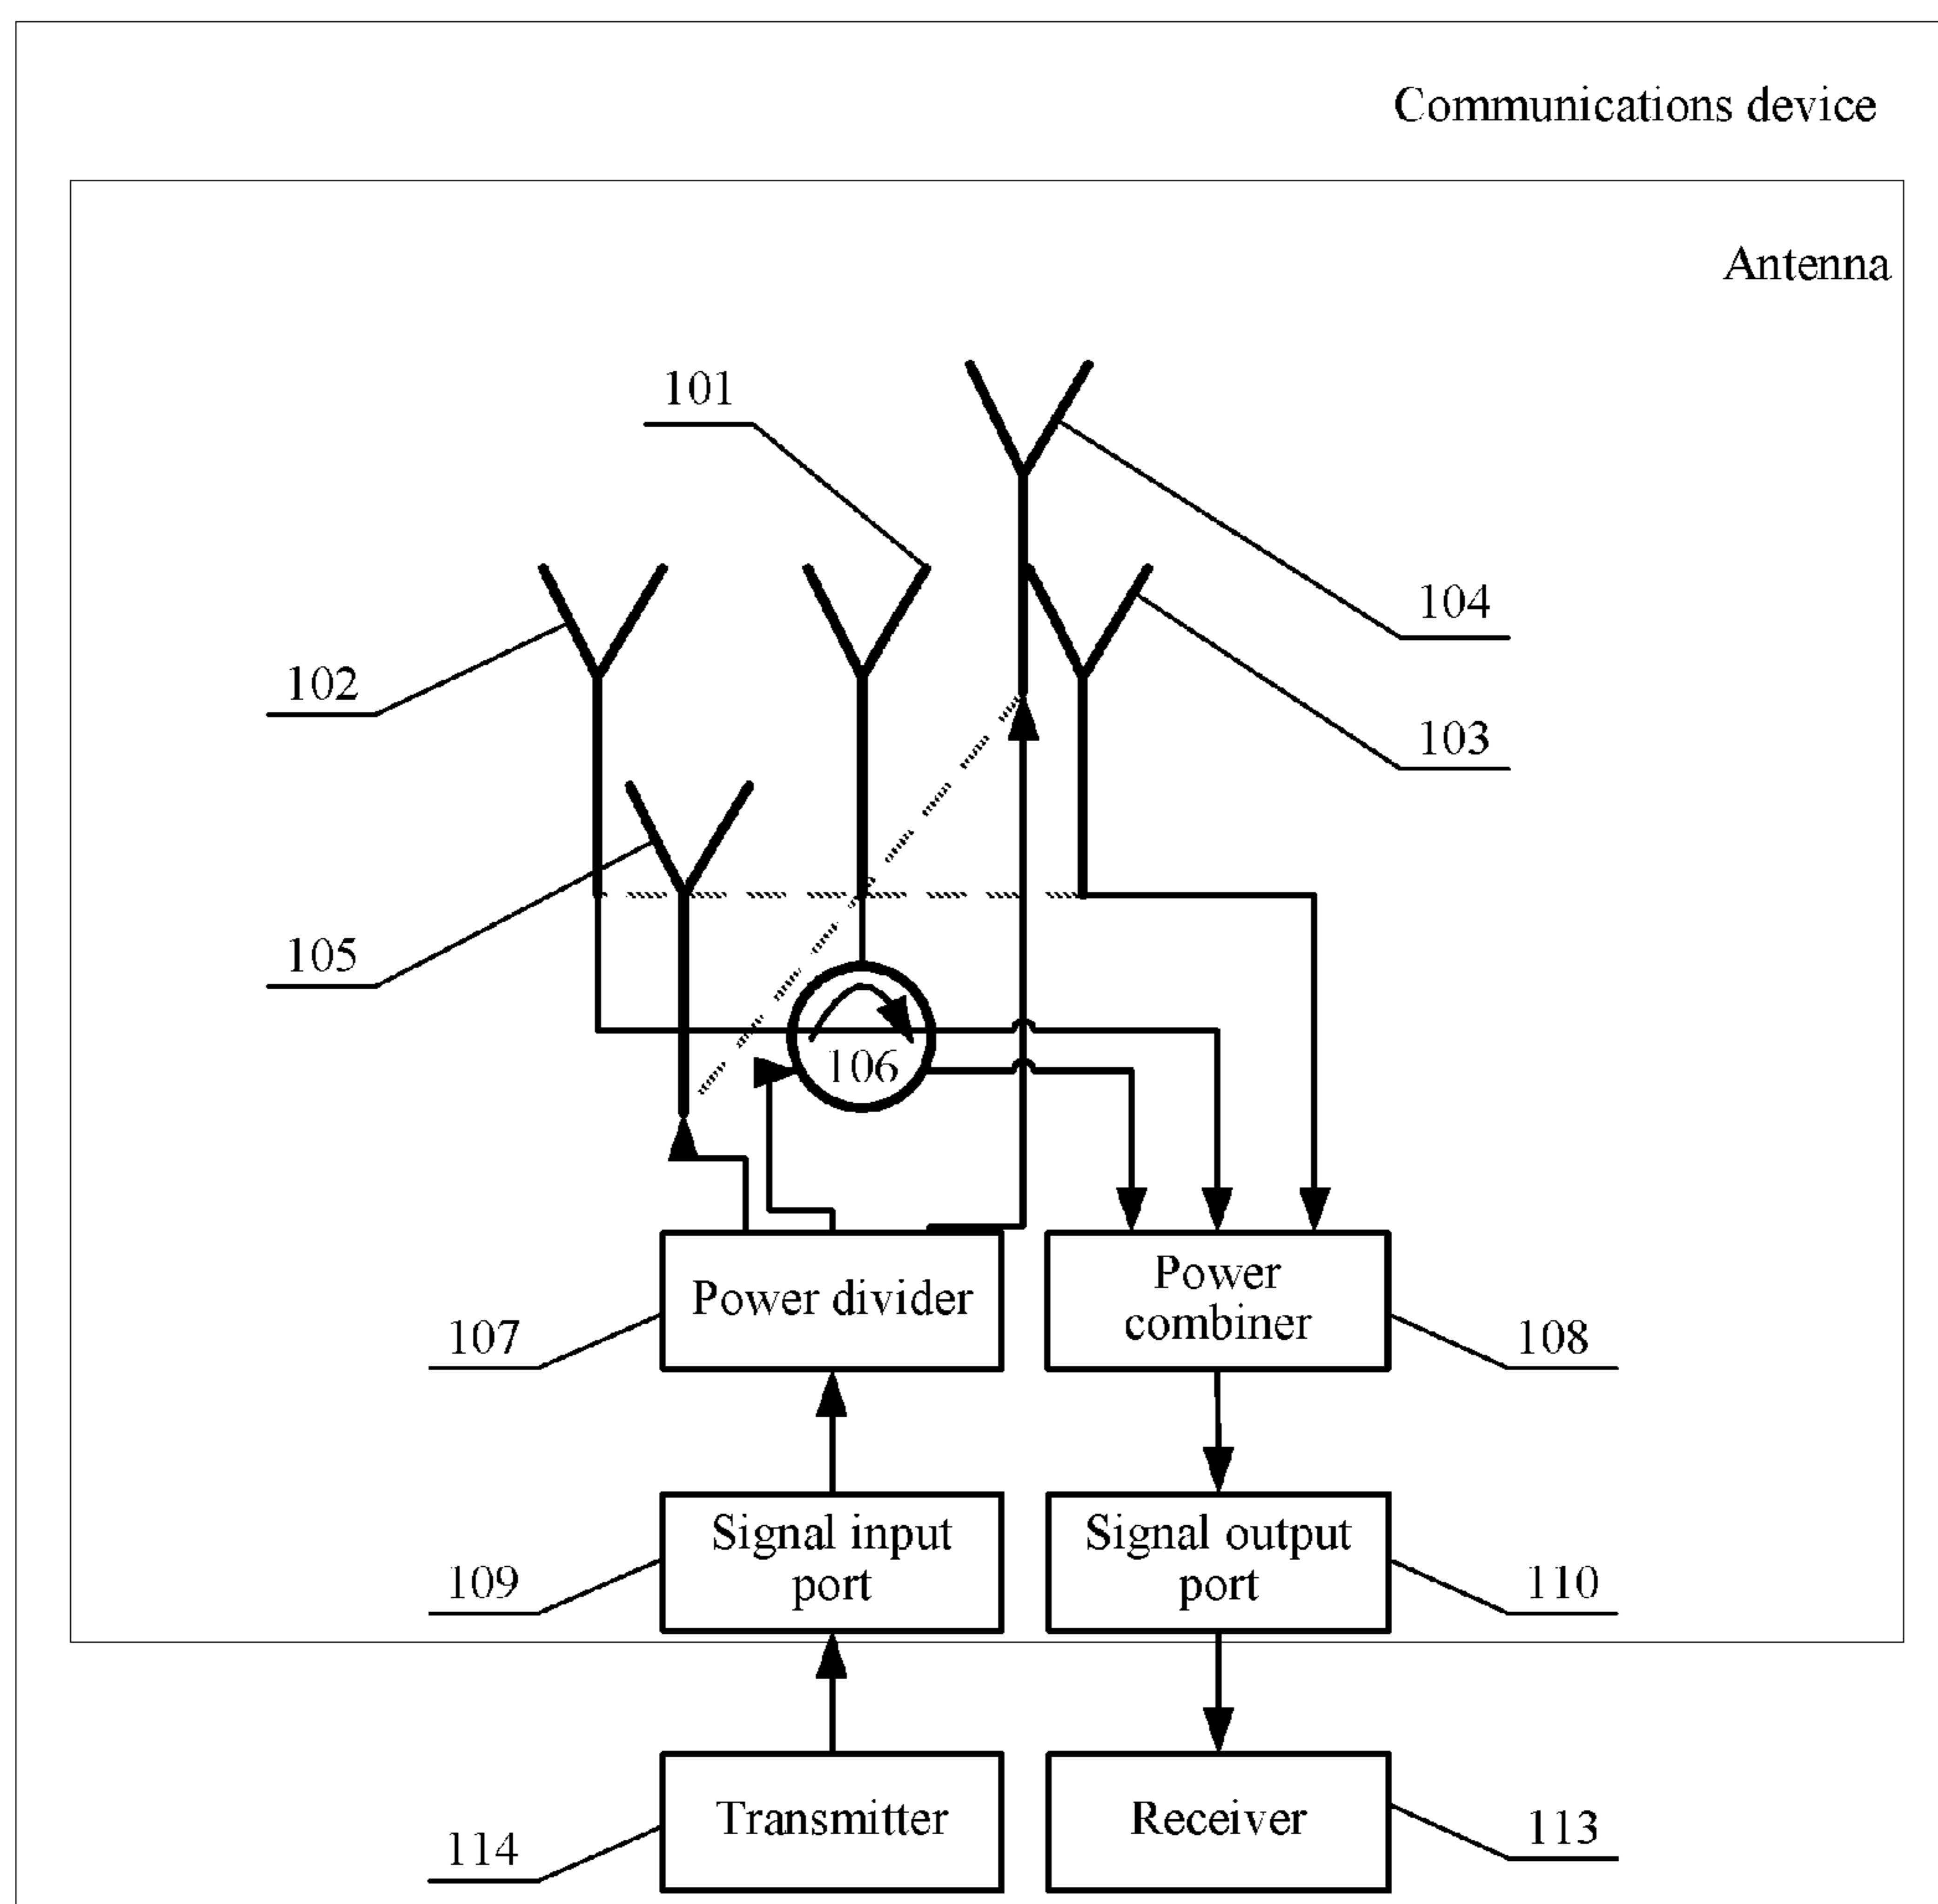 Communications device
Antenna
101
104
102
103
105
106
Power divider
Power
combiner
107
108
Signal input
port
Signal output
port
109
110
Transmitter
Receiver
114
113